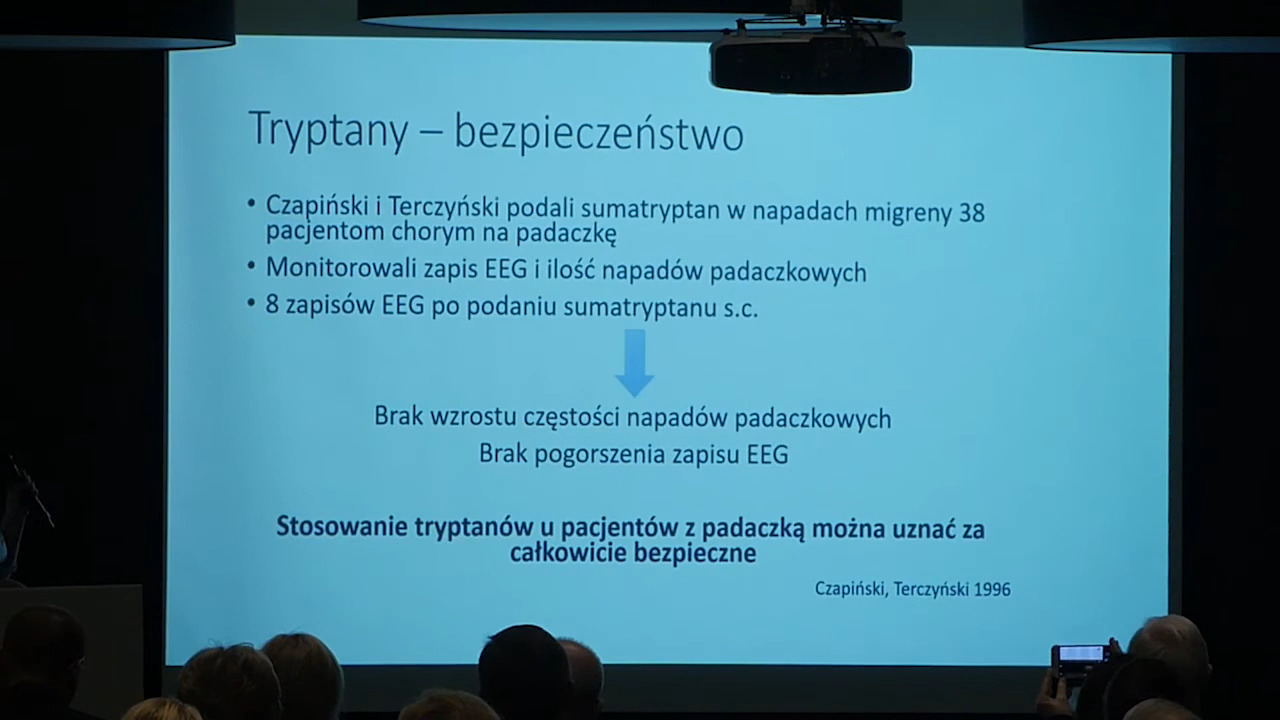 Tryptany – bezpieczeństwo
• Czapiński i Terczyński podali sumatryptan w napadach migreny 38
pacjentom chorym na padaczkę
• Monitorowali zapis EEG i ilość napadów padaczkowych
• 8 zapisów EEG po podaniu sumatryptanu s.c.
Brak wzrostu częstości napadów padaczkowych
Brak pogorszenia zapisu EEG
Stosowanie tryptanów u pacjentów z padaczką można uznać za
całkowicie bezpieczne
Czapiński, Terczyński 1996